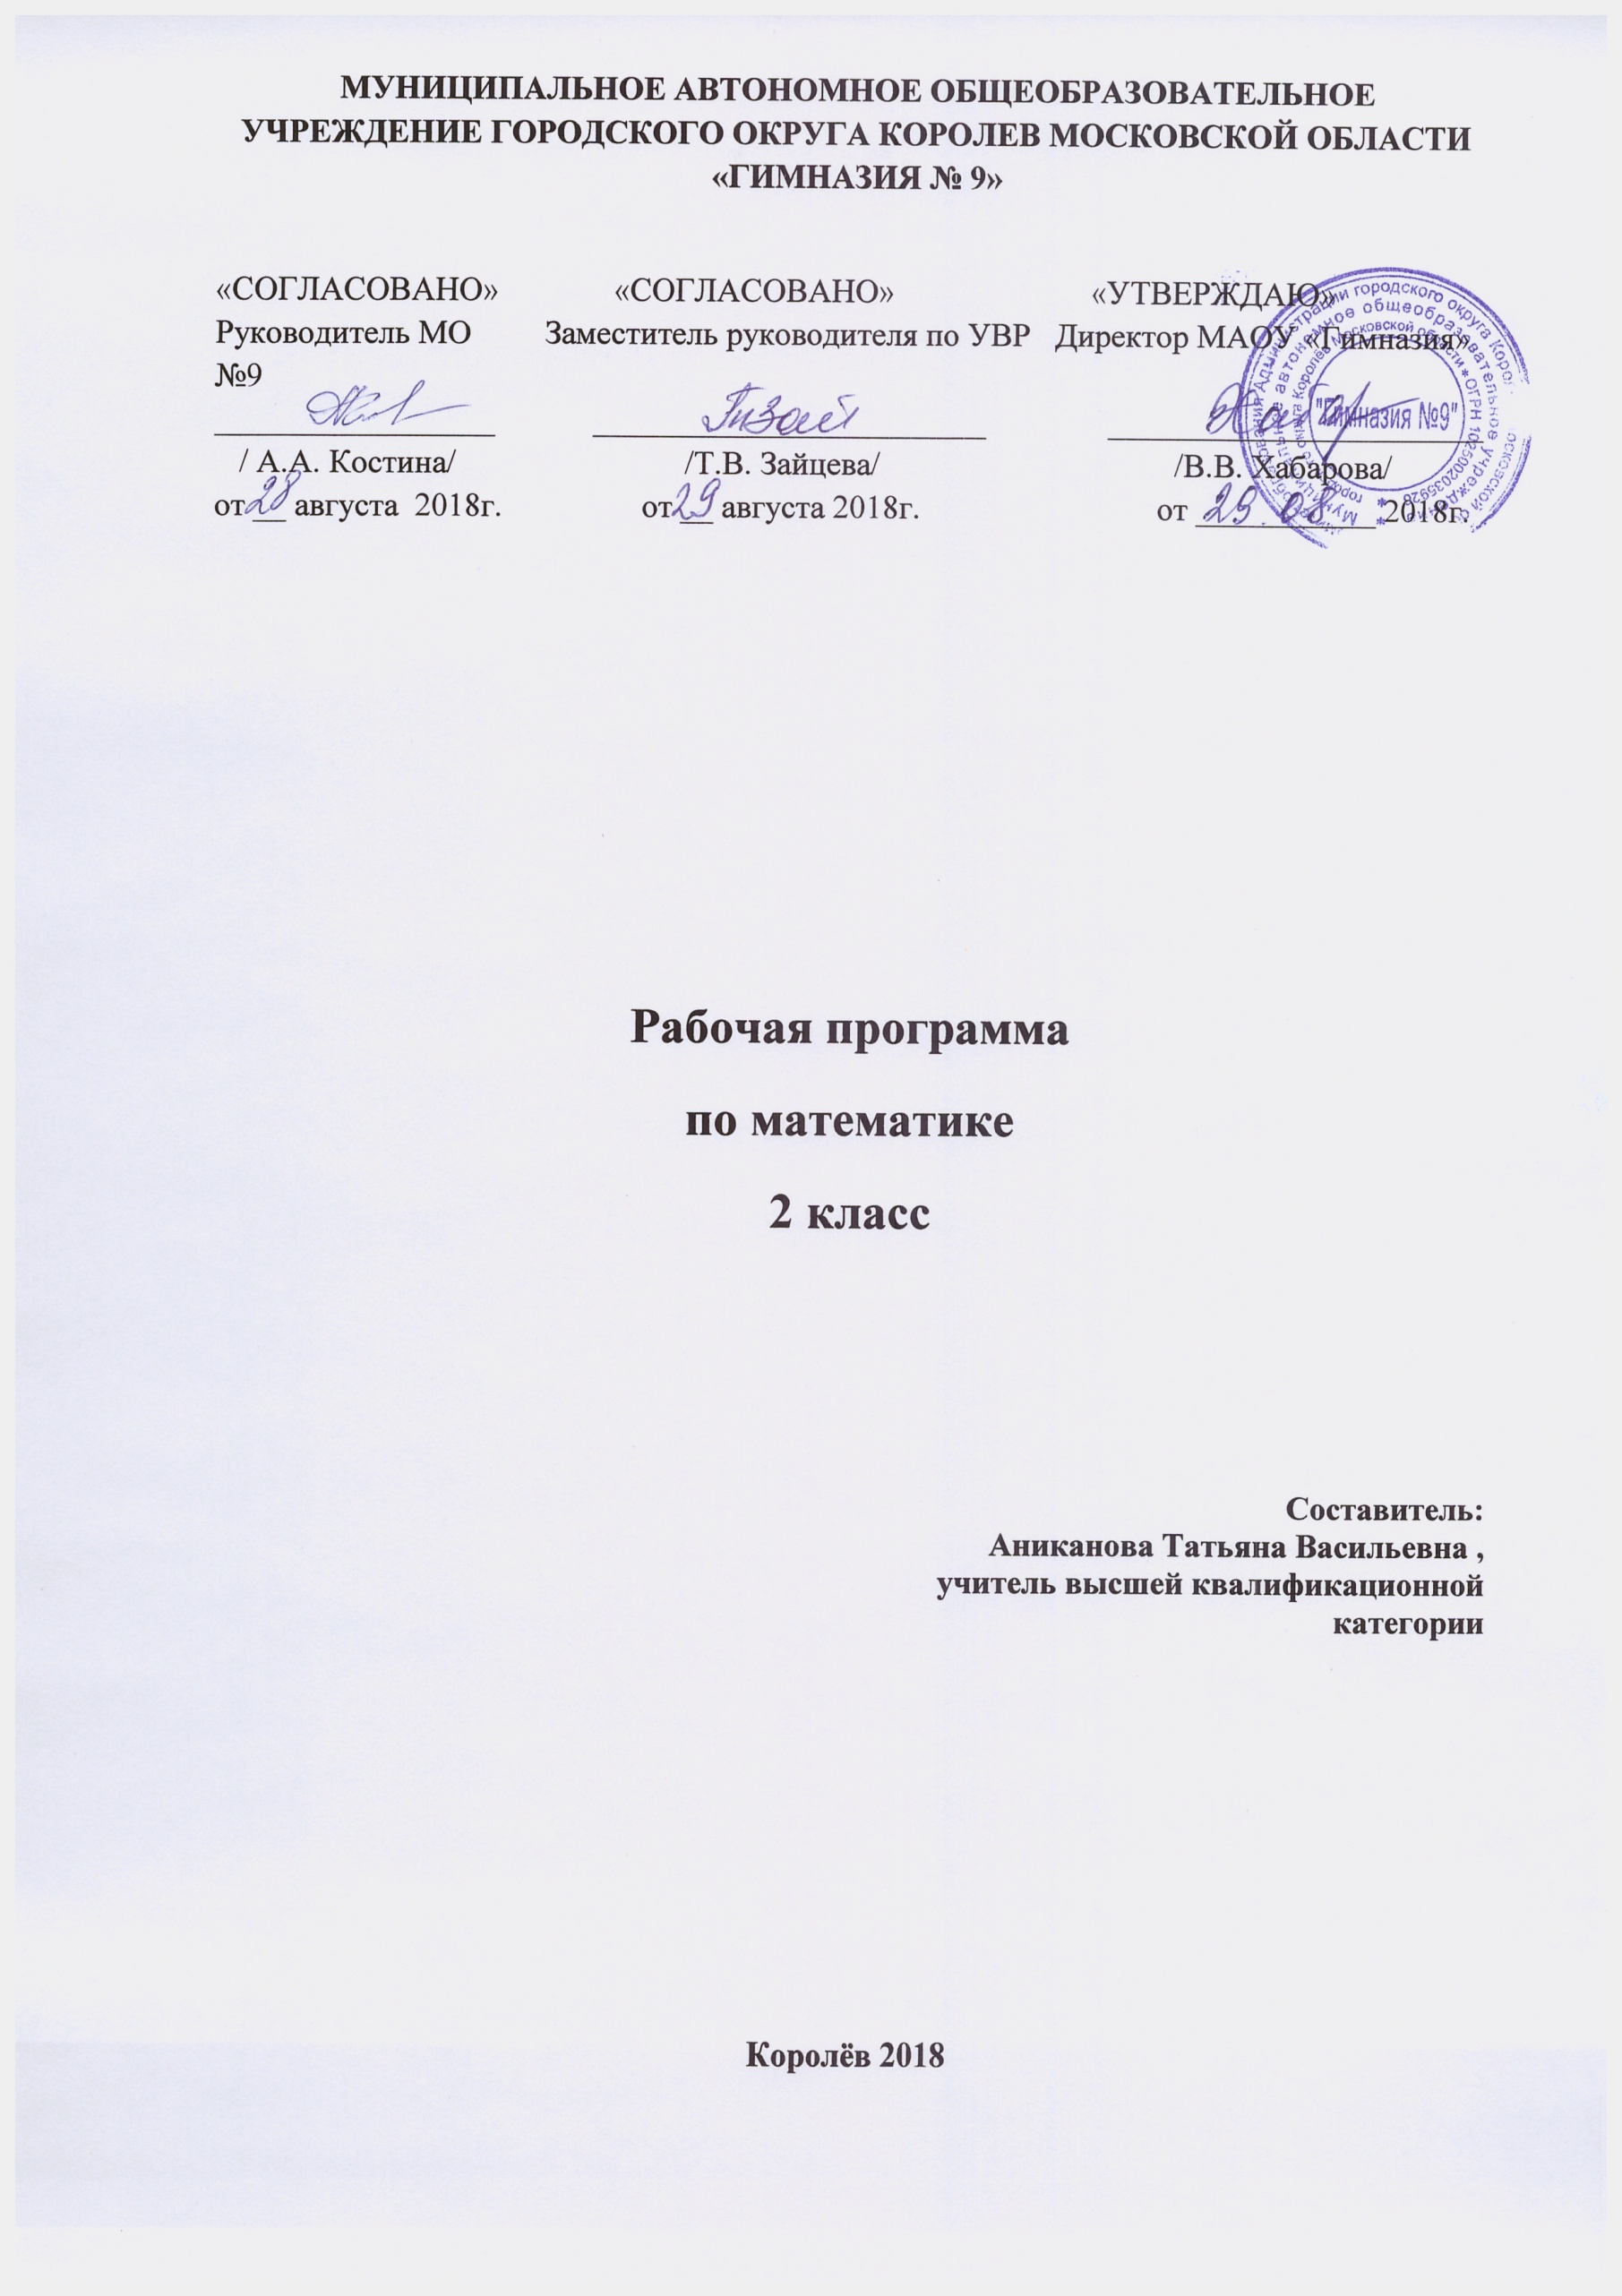 МУНИЦИПАЛЬНОЕ АВТОНОМНОЕ ОБЩЕОБРАЗОВАТЕЛЬНОЕ
УЧРЕЖДЕНИЕ ГОРОДСКОГО ОКРУГА КОРОЛЕВ МОСКОВСКОЙ ОБЛАСТИ
«ГИМНАЗИЯ № 9»
«СОГЛАСОВАНО»
Руководитель МО
№9
/ А.А. Костина/
от 28 августа 2018г.
«СОГЛАСОВАНО»
Заместитель руководителя по УВР
/Т.В. Зайцева/
от 29 августа 2018г.
«УТВЕРЖДАЮ»
Директор МАОУ «Гимназия»
"Гимназия №9"
/В.В. Хабарова/
от 29.08 2018г.
Рабочая программа
по математике
2 класс
Составитель:
Аниканова Татьяна Васильевна ,
учитель высшей квалификационной
категории
Королёв 2018